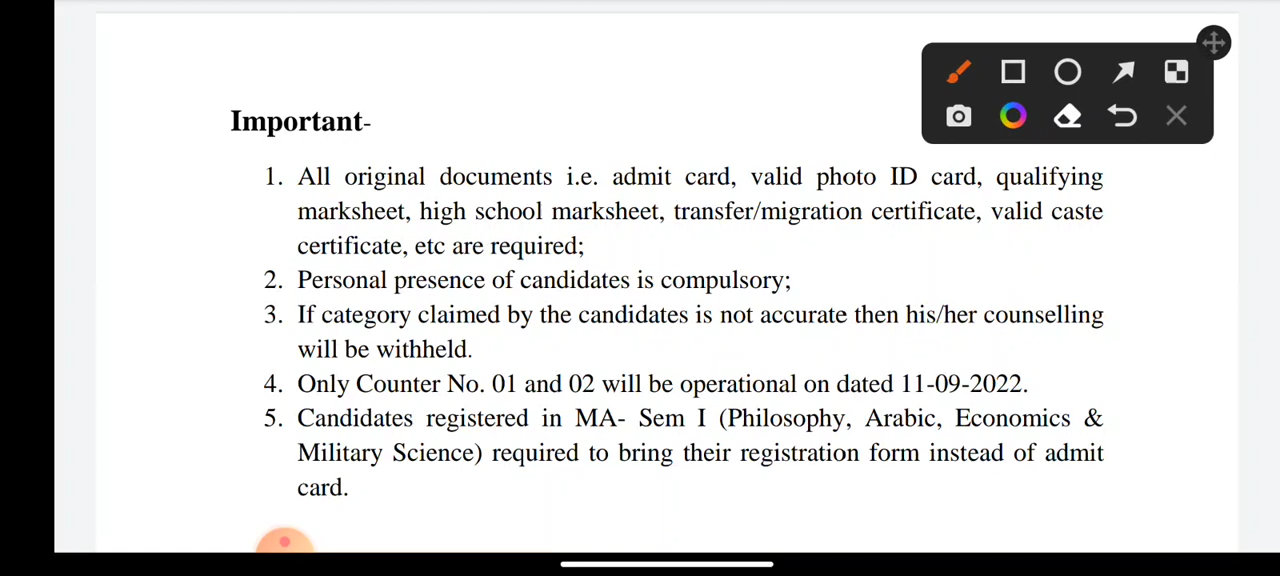 Important-
1. All original documents i.e. admit card, valid photo ID card, qualifying
marksheet, high school marksheet, transfer/migration certificate, valid caste
certificate, etc are required;
2. Personal presence of candidates is compulsory;
3. If category claimed by the candidates is not accurate then his/her counselling
will be withheld.
4. Only Counter No. 01 and 02 will be operational on dated 11-09-2022.
5. Candidates registered in MA- Sem I (Philosophy, Arabic, Economics &
Military Science) required to bring their registration form instead of admit
card.